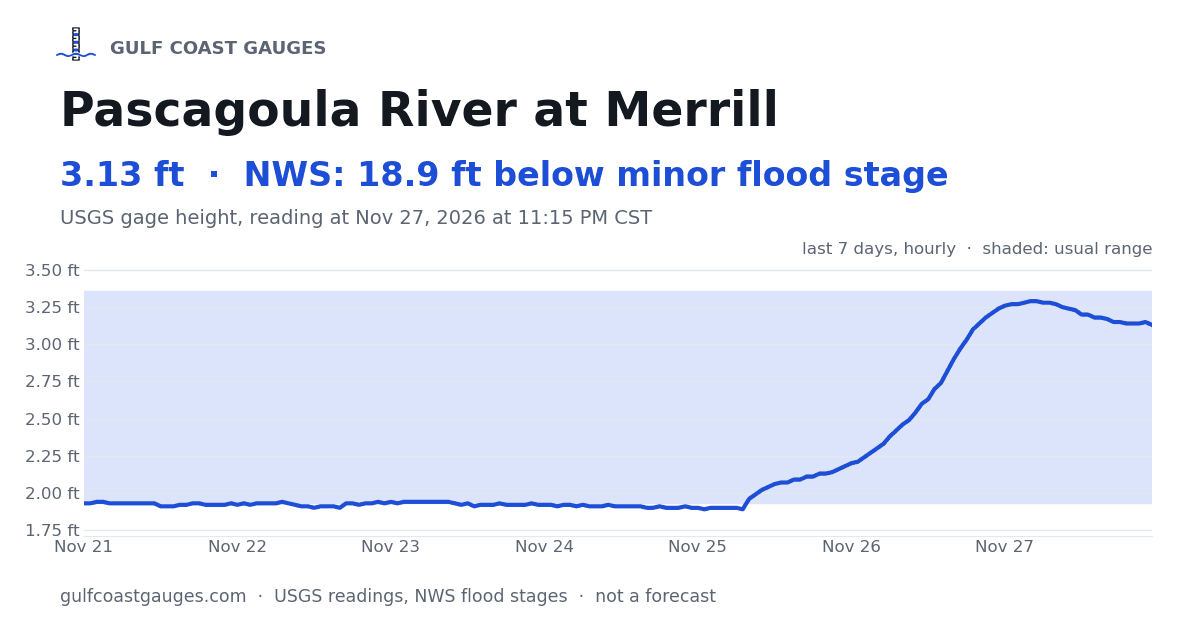 GULF COAST GAUGES
Pascagoula River at Merrill
3.13 ft · NWS: 18.9 ft below minor flood stage
USGS gage height, reading at Nov 27, 2026 at 11:15 PM CST
last 7 days, hourly · shaded: usual range
3.50 ft
3.25 ft
3.00 ft
2.75 ft
2.50 ft
2.25 ft
2.00 ft
1.75 ft
Nov 21 Nov 22 Nov 23 Nov 24 Nov 25 Nov 26 Nov 27
gulfcoastgauges.com · USGS readings, NWS flood stages · not a forecast